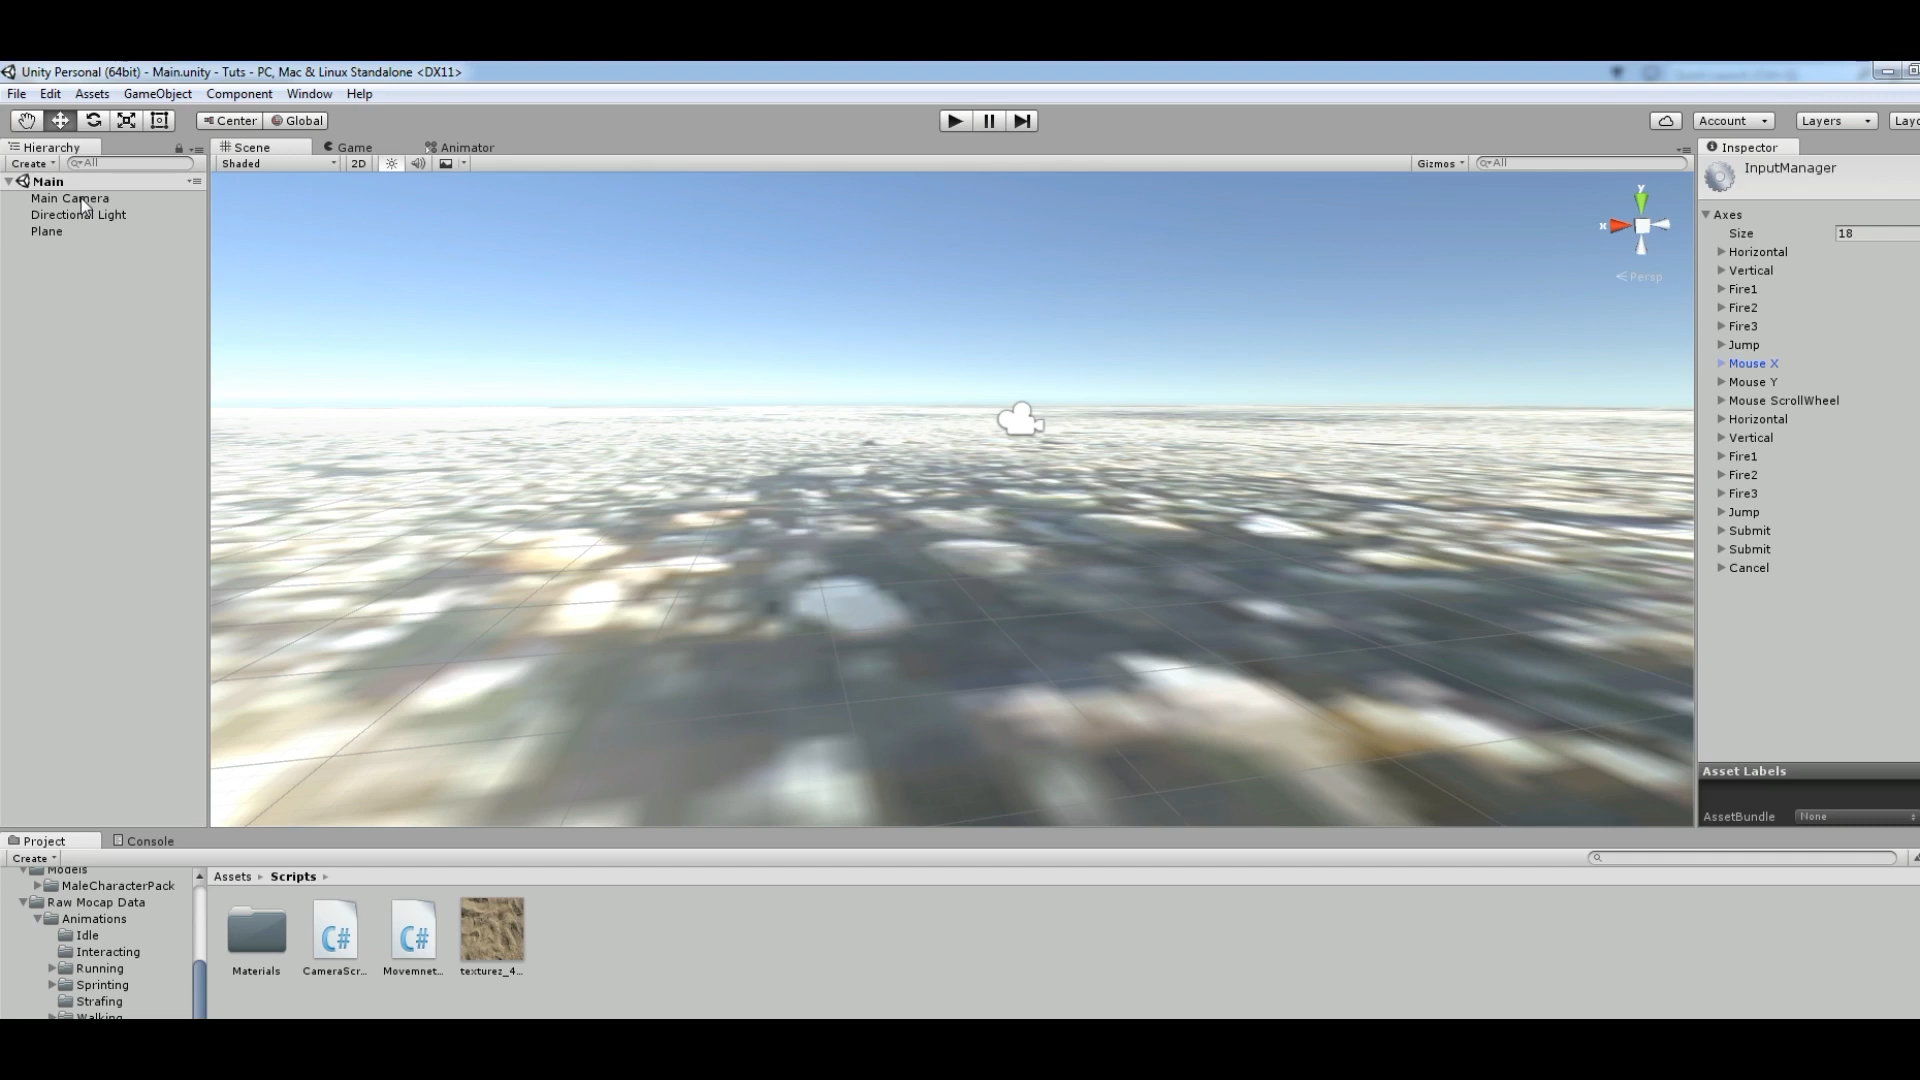 Unity Personal (64bit) - Main.unity - Tuts - PC, Mac & Linux Standalone <DX11>
File Edit Assets GameObject Component Window Help
Center Global Account Layers Layo
Hierarchy Scene Game Animator Inspector
Create All Shaded 2D Gizmos All
InputManager
Main
Main Camera
Directional Light
Plane
y
x
Persp
Axes
Size 18
Horizontal
Vertical
Fire1
Fire2
Fire3
Jump
Mouse X
Mouse Y
Mouse ScrollWheel
Horizontal
Vertical
Fire1
Fire2
Fire3
Jump
Submit
Submit
Cancel
Asset Labels
AssetBundle None
Project Console
Create
Models
MaleCharacterPack
Raw Mocap Data
Animations
Idle
Interacting
Running
Sprinting
Strafing
Walking
Assets Scripts
C# C#
Materials CameraScr... Movemnet... texturez_4...